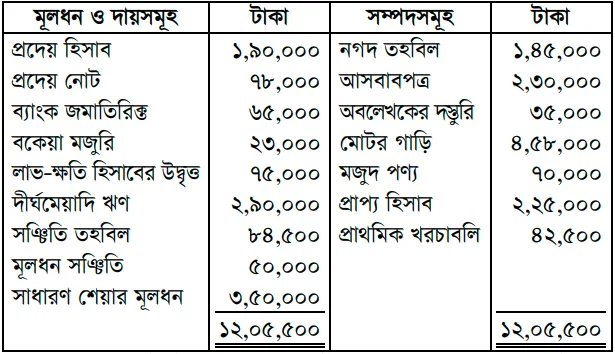 মূলধন ও দায়সমূহ টাকা সম্পদসমূহ টাকা
প্রদেয় হিসাব ১,৯০,০০০ নগদ তহবিল ১,৪৫,০০০
প্রদেয় নোট ৭৮,০০০ আসবাবপত্র ২,৩০,০০০
ব্যাংক জমাতিরিক্ত ৬৫,০০০ অবলেখকের দস্তুরি ৩৫,০০০
বকেয়া মজুরি ২৩,০০০ মোটর গাড়ি ৪,৫৮,০০০
লাভ-ক্ষতি হিসাবের উদ্বৃত্ত ৭৫,০০০ মজুদ পণ্য ৭০,০০০
দীর্ঘমেয়াদি ঋণ ২,৯০,০০০ প্রাপ্য হিসাব ২,২৫,০০০
সঞ্চিতি তহবিল ৮৪,৫০০ প্রাথমিক খরচাবলি ৪২,৫০০
মূলধন সঞ্চিতি ৫০,০০০
সাধারণ শেয়ার মূলধন ৩,৫০,০০০
১২,০৫,৫০০ ১২,০৫,৫০০